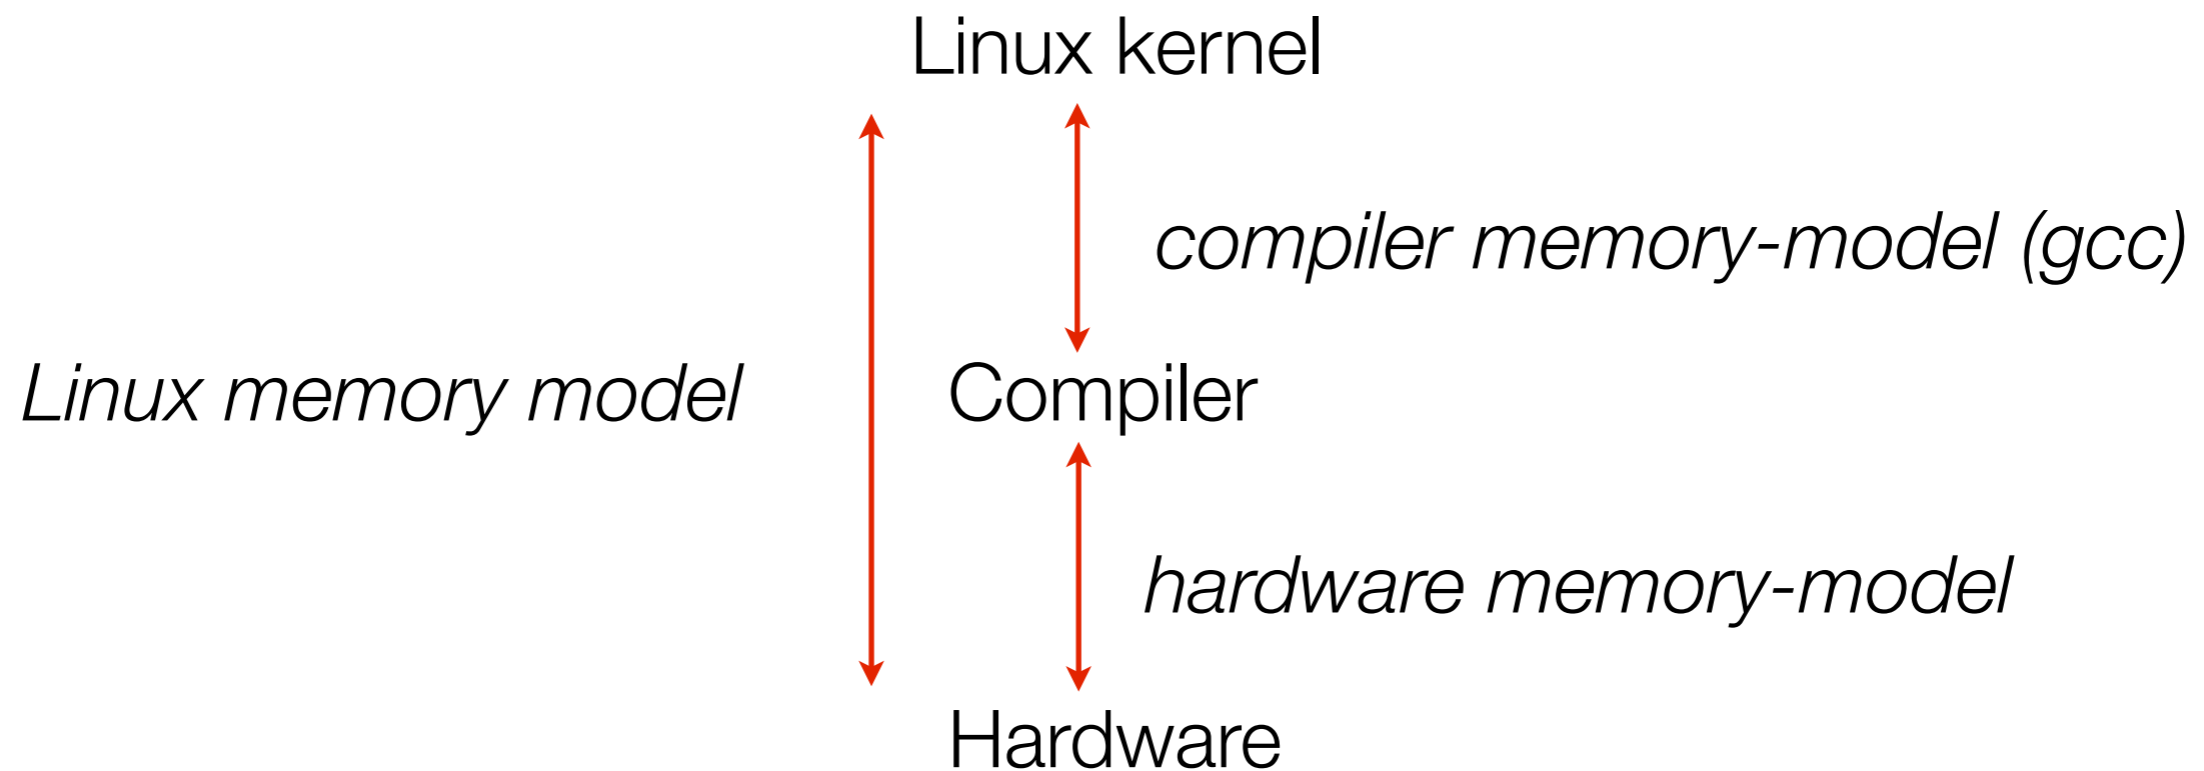 Linux kernel
compiler memory-model (gcc)
Linux memory model
Compiler
hardware memory-model
Hardware